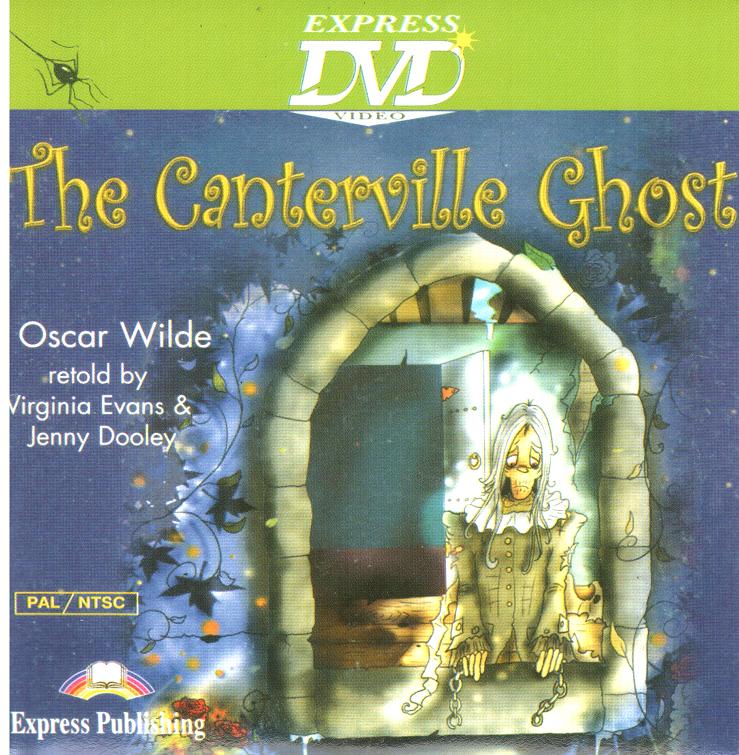 EXPRESS
DVD
VIDEO
The Canterville Ghost
Oscar Wilde
retold by
Virginia Evans &
Jenny Dooley
PAL/NTSC
Express Publishing